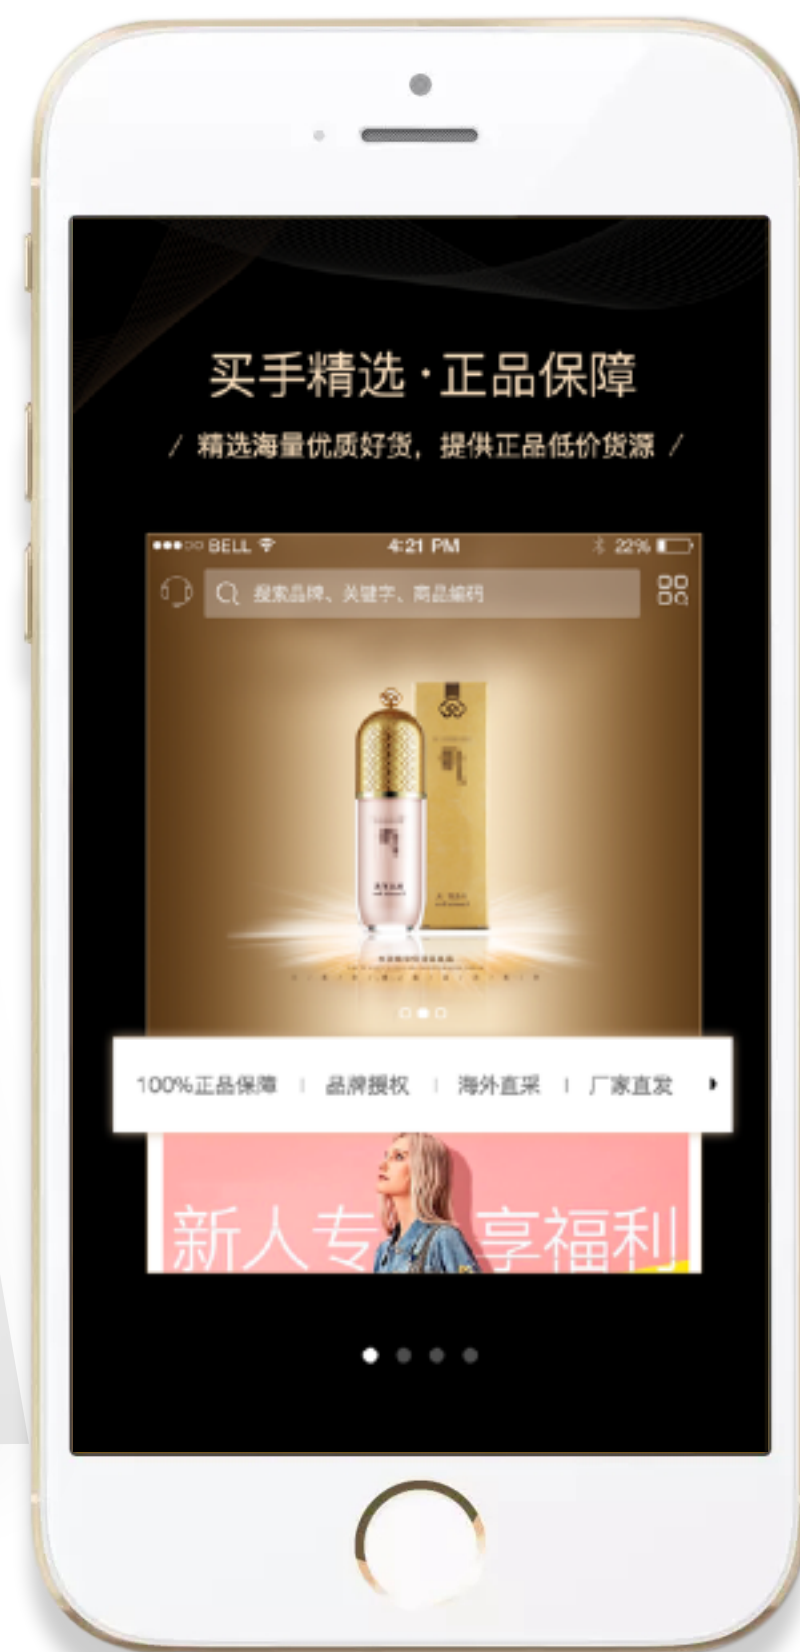 买手精选·正品保障
/ 精选海量优质好货，提供正品低价货源 /
BELL 4:21 PM 22%
搜索品牌、关键字、商品编码
100%正品保障 | 品牌授权 | 海外直采 | 厂家直发
新人专享福利